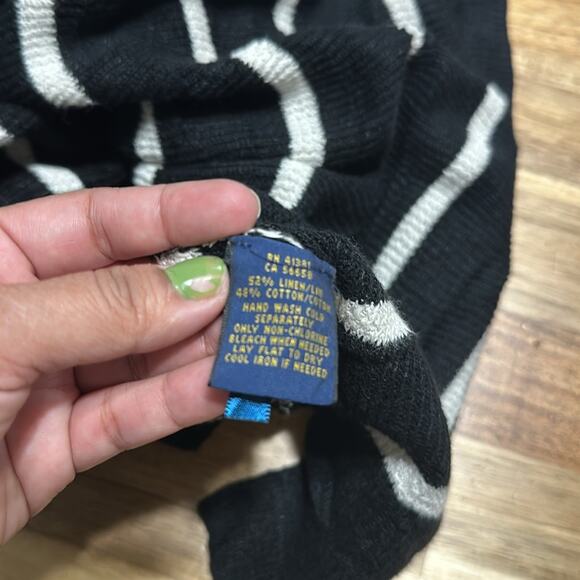 RN 41381
CA 56658
52% LINEN/LIN
48% COTTON/COTON
HAND WASH COLD
SEPARATELY
ONLY NON-CHLORINE
BLEACH WHEN NEEDED
LAY FLAT TO DRY
COOL IRON IF NEEDED